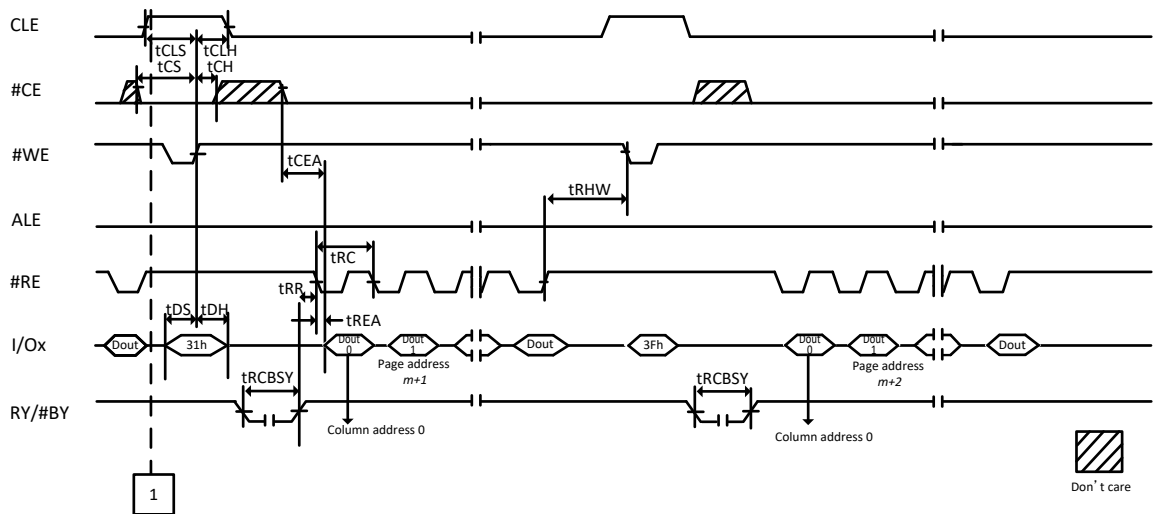 CLE
tCLS
tCLH
tCS
tCH
#CE
#WE
tCEA
tRHW
ALE
tRC
#RE
tRR
tDS
tDH
tREA
I/Ox
Dout
31h
Dout
0
Dout
1
Dout
3Fh
Dout
0
Dout
1
Dout
Page address
m+1
Page address
m+2
tRCBSY
tRCBSY
RY/#BY
Column address 0
Column address 0
1
Don't care